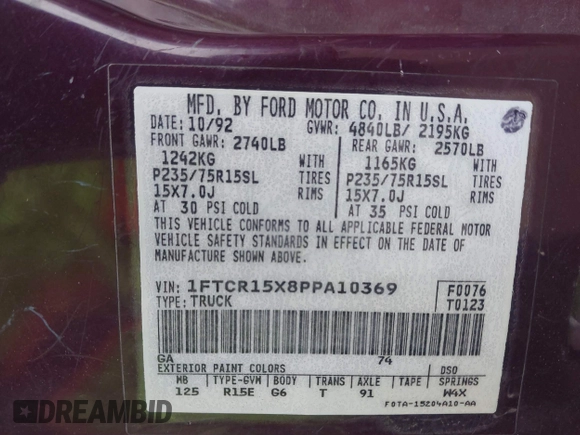 MFD. BY FORD MOTOR CO. IN U.S.A.
DATE: 10/92 GVWR: 4840LB/ 2195KG
FRONT GAWR: 2740LB REAR GAWR: 2570LB
1242KG WITH 1165KG WITH
P235/75R15SL TIRES P235/75R15SL TIRES
15X7.0J RIMS 15X7.0J RIMS
AT 30 PSI COLD AT 35 PSI COLD
THIS VEHICLE CONFORMS TO ALL APPLICABLE FEDERAL MOTOR
VEHICLE SAFETY STANDARDS IN EFFECT ON THE DATE OF
MANUFACTURE SHOWN ABOVE.
VIN: 1FTCR15X8PPA10369 F0076
TYPE: TRUCK T0123
GA 74
EXTERIOR PAINT COLORS DSO
WB TYPE-GVM BODY TRANS AXLE TAPE SPRINGS
125 R15E G6 T 91 W4X
F0TA-15204A10-AA
DREAMBID